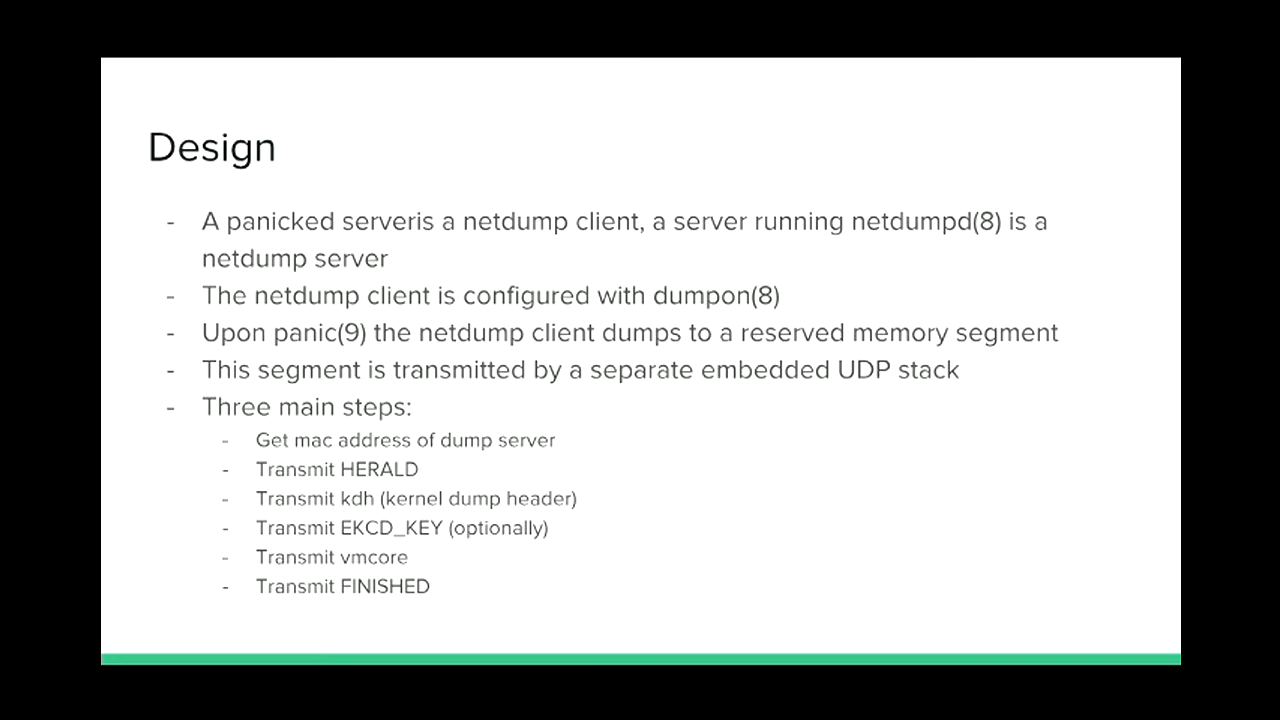 Design
- A panicked serveris a netdump client, a server running netdumpd(8) is a
netdump server
- The netdump client is configured with dumpon(8)
- Upon panic(9) the netdump client dumps to a reserved memory segment
- This segment is transmitted by a separate embedded UDP stack
- Three main steps:
- Get mac address of dump server
- Transmit HERALD
- Transmit kdh (kernel dump header)
- Transmit EKCD_KEY (optionally)
- Transmit vmcore
- Transmit FINISHED